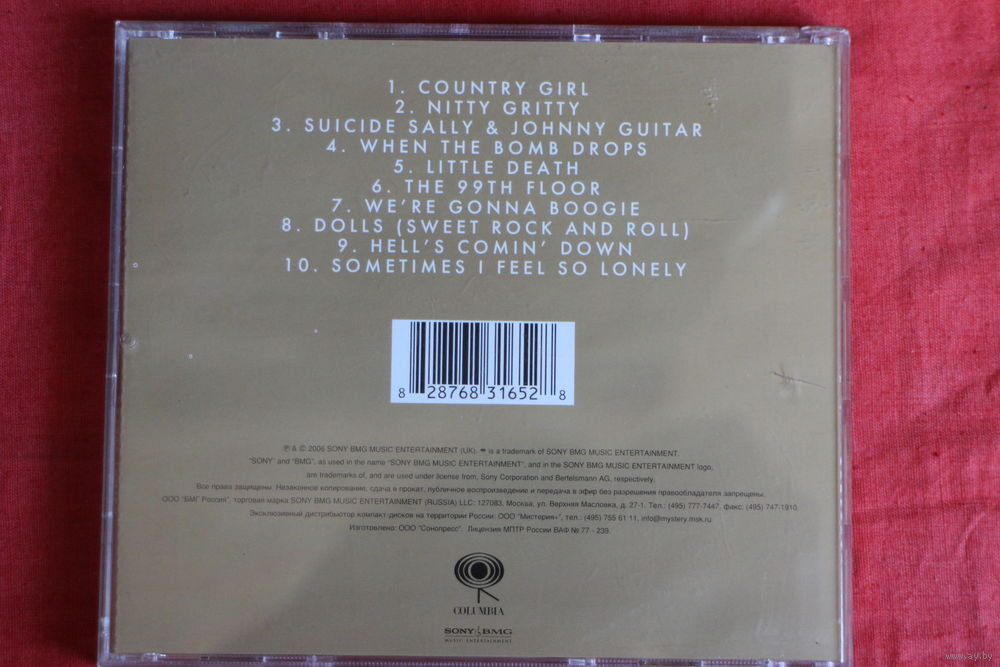 1. COUNTRY GIRL
2. NITTY GRITTY
3. SUICIDE SALLY & JOHNNY GUITAR
4. WHEN THE BOMB DROPS
5. LITTLE DEATH
6. THE 99TH FLOOR
7. WE'RE GONNA BOOGIE
8. DOLLS (SWEET ROCK AND ROLL)
9. HELL'S COMIN' DOWN
10. SOMETIMES I FEEL SO LONELY
8 28768 31652 8
℗ & © 2006 SONY BMG MUSIC ENTERTAINMENT (UK). is a trademark of SONY BMG MUSIC ENTERTAINMENT.
"SONY" and "BMG", as used in the name "SONY BMG MUSIC ENTERTAINMENT", and in the SONY BMG MUSIC ENTERTAINMENT logo,
are trademarks of, and are used under license from, Sony Corporation and Bertelsmann AG, respectively.
Все права защищены. Незаконное копирование, сдача в прокат, публичное воспроизведение и передача в эфир без разрешения правообладателя запрещены.
ООО "БМГ Россия", торговая марка SONY BMG MUSIC ENTERTAINMENT (RUSSIA) LLC: 127083, Москва, ул. Верхняя Масловка, д. 27-1. Тел.: (495) 777-7447, факс: (495) 747-1910.
Эксклюзивный дистрибьютор компакт-дисков на территории России: ООО "Мистерия+", тел.: (495) 755 61 11, info@mystery.msk.ru
Изготовлено: ООО "Сонопресс". Лицензия МПТР России ВАФ № 77 - 239.
COLUMBIA
SONY BMG
MUSIC ENTERTAINMENT
www.ay.by